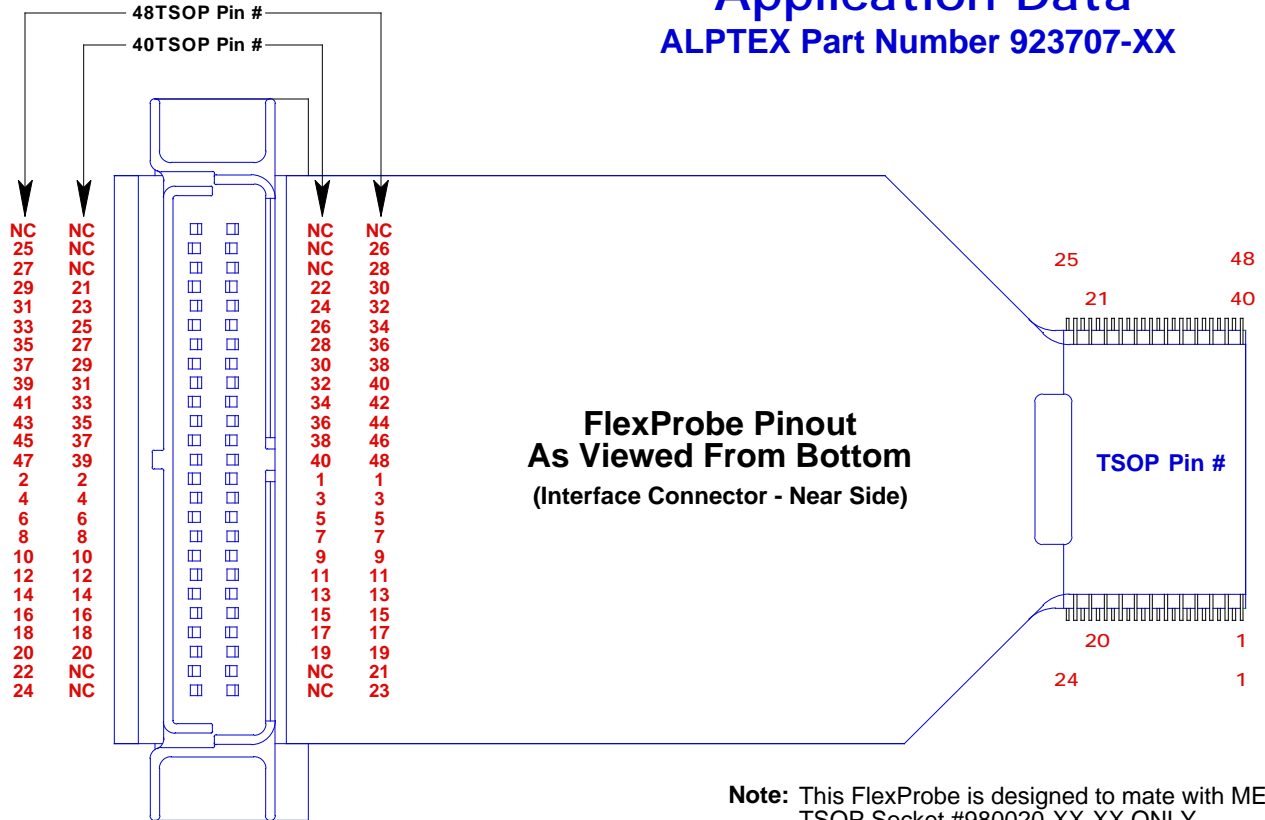 Application Data
ALPTEX Part Number 923707-XX
48TSOP Pin #
40TSOP Pin #
NC NC NC NC
25 NC NC 26
27 NC NC 28
29 21 22 30
31 23 24 32
33 25 26 34
35 27 28 36
37 29 30 38
39 31 32 40
41 33 34 42
43 35 36 44
45 37 38 46
47 39 40 48
2 2 1 1
4 4 3 3
6 6 5 5
8 8 7 7
10 10 9 9
12 12 11 11
14 14 13 13
16 16 15 15
18 18 17 17
20 20 19 19
22 NC NC 21
24 NC NC 23
FlexProbe Pinout
As Viewed From Bottom
(Interface Connector - Near Side)
25 48
21 40
TSOP Pin #
20 1
24 1
Note: This FlexProbe is designed to mate with ME
TSOP Socket #980020-XX-XX ONLY